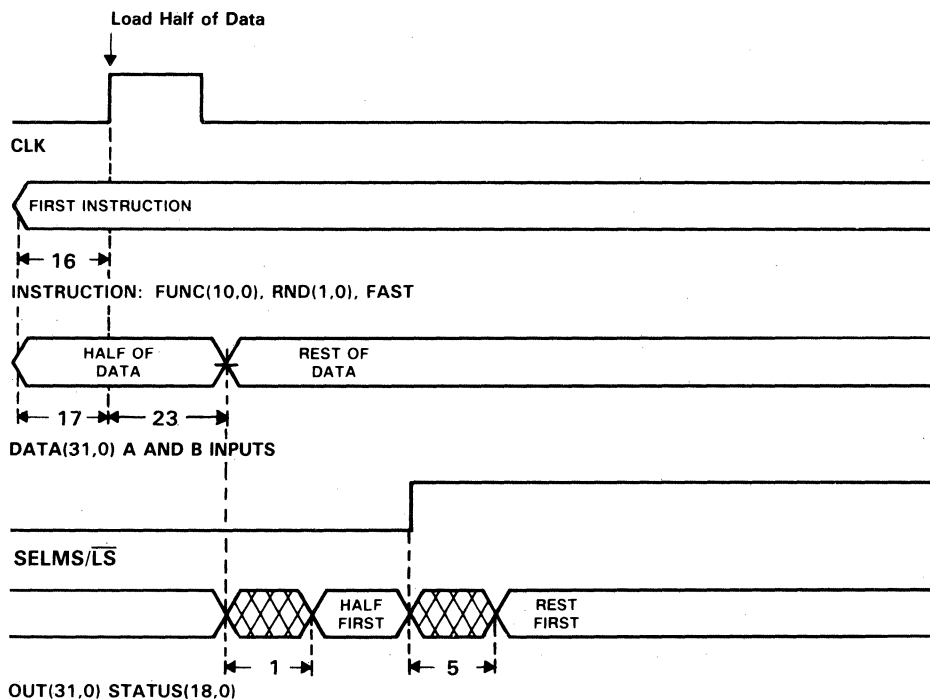 Load Half of Data
CLK
FIRST INSTRUCTION
16
INSTRUCTION: FUNC(10,0), RND(1,0), FAST
HALF OF
DATA
REST OF
DATA
17
23
DATA(31,0) A AND B INPUTS
SELMS/L̅S̅
HALF
FIRST
REST
FIRST
1
5
OUT(31,0) STATUS(18,0)